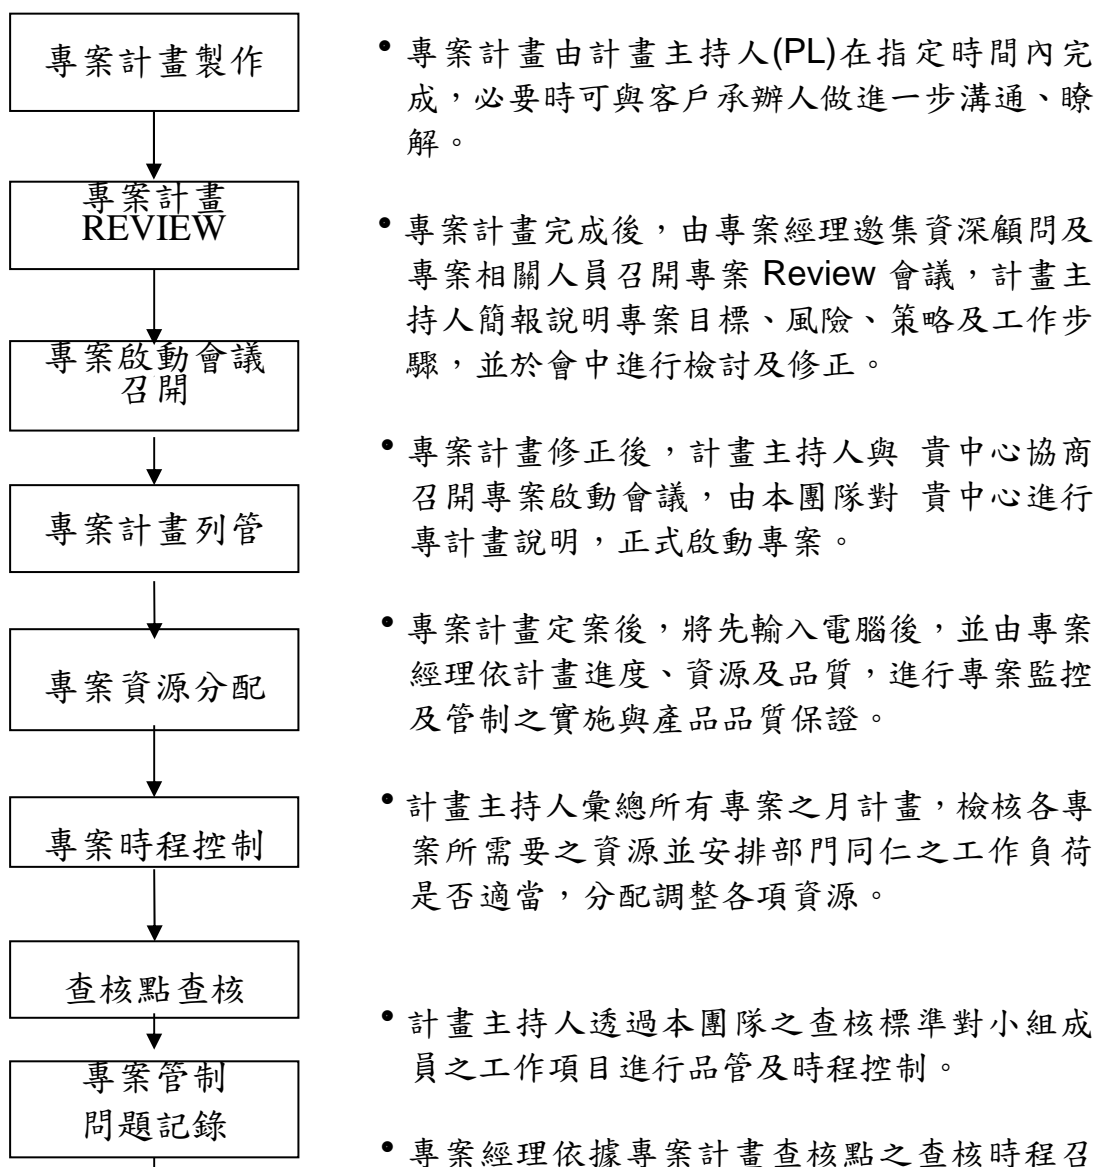 專案計畫製作
專案計畫
REVIEW
專案啟動會議
召開
專案計畫列管
專案資源分配
專案時程控制
查核點查核
專案管制
問題記錄
•專案計畫由計畫主持人(PL)在指定時間內完
成，必要時可與客戶承辦人做進一步溝通、瞭
解。
•專案計畫完成後，由專案經理邀集資深顧問及
專案相關人員召開專案 Review 會議，計畫主
持人簡報說明專案目標、風險、策略及工作步
驟，並於會中進行檢討及修正。
•專案計畫修正後，計畫主持人與 貴中心協商
召開專案啟動會議，由本團隊對 貴中心進行
專計畫說明，正式啟動專案。
•專案計畫定案後，將先輸入電腦後，並由專案
經理依計畫進度、資源及品質，進行專案監控
及管制之實施與產品品質保證。
•計畫主持人彙總所有專案之月計畫，檢核各專
案所需要之資源並安排部門同仁之工作負荷
是否適當，分配調整各項資源。
•計畫主持人透過本團隊之查核標準對小組成
員之工作項目進行品管及時程控制。
•專案經理依據專案計畫查核點之查核時程召